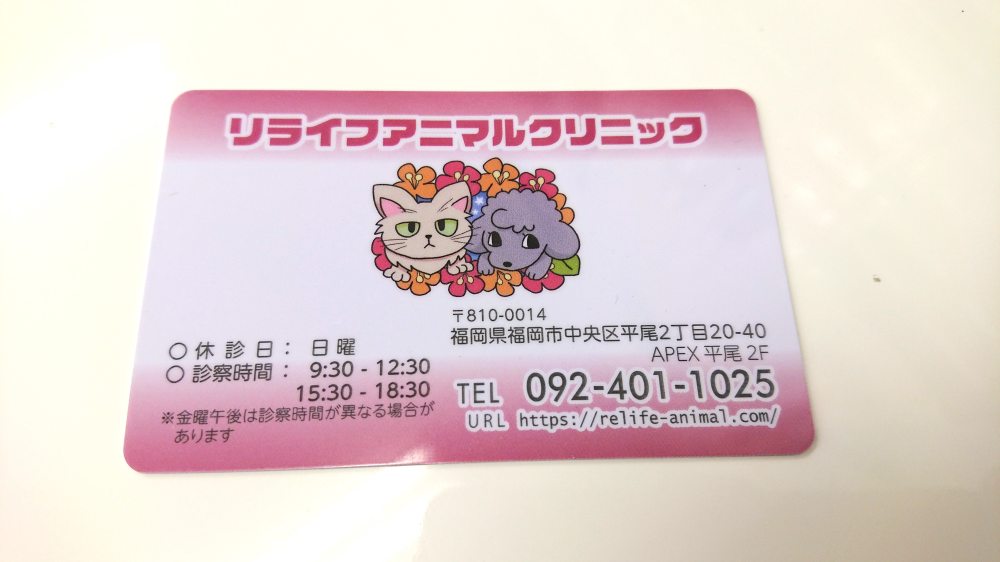 リライフアニマルクリニック
〒810-0014
福岡県福岡市中央区平尾2丁目20-40
APEX 平尾 2F
○ 休 診 日 : 日 曜
○ 診察時間 : 9:30 - 12:30
15:30 - 18:30
※金曜午後は診察時間が異なる場合が
あります
TEL 092-401-1025
URL https://relife-animal.com/